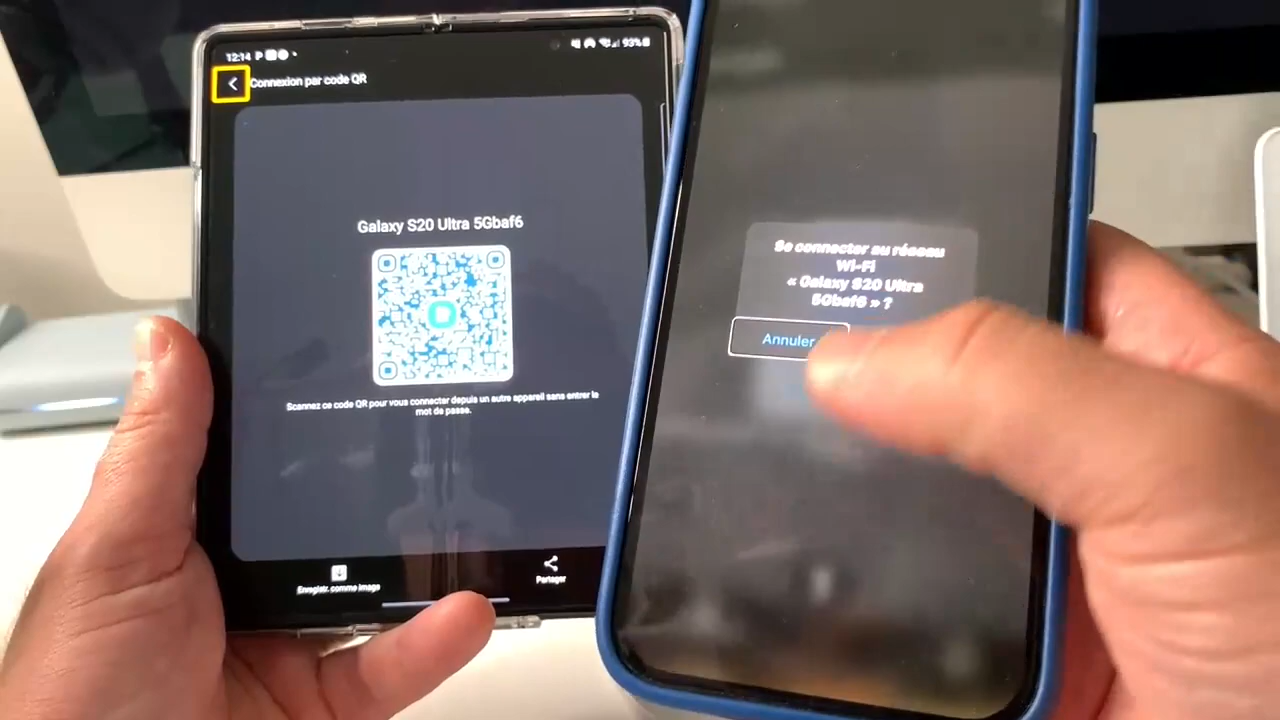 12:14
93%
Connexion par code QR
Galaxy S20 Ultra 5Gbaf6
Scannez ce code QR pour vous connecter depuis un autre appareil sans entrer le
mot de passe.
Enregistr. comme image
Partager
Se connecter au réseau
Wi-Fi
« Galaxy S20 Ultra
5Gbaf6 » ?
Annuler